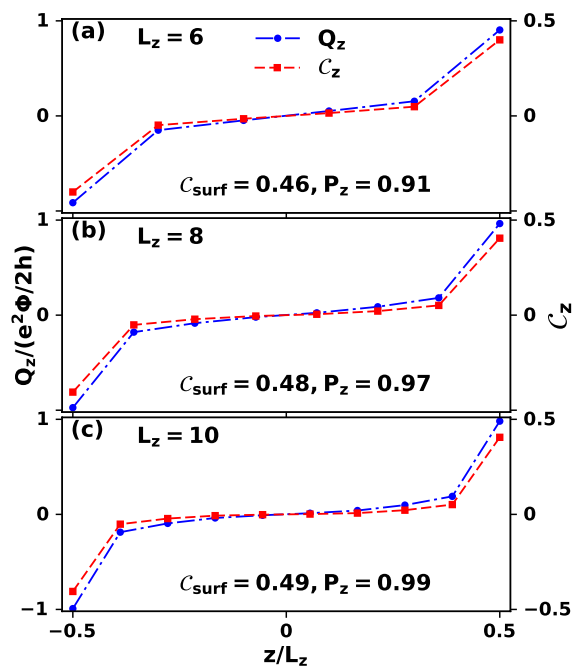 1
(a)
L_z = 6
Q_z
𝒞_z
0.5
0
0
𝒞_surf = 0.46, P_z = 0.91
1
(b)
L_z = 8
0.5
0
0
𝒞_surf = 0.48, P_z = 0.97
1
(c)
L_z = 10
0.5
0
0
𝒞_surf = 0.49, P_z = 0.99
−1
−0.5
−0.5
0
0.5
z/L_z
Q_z/(e²Φ/2h)
𝒞_z